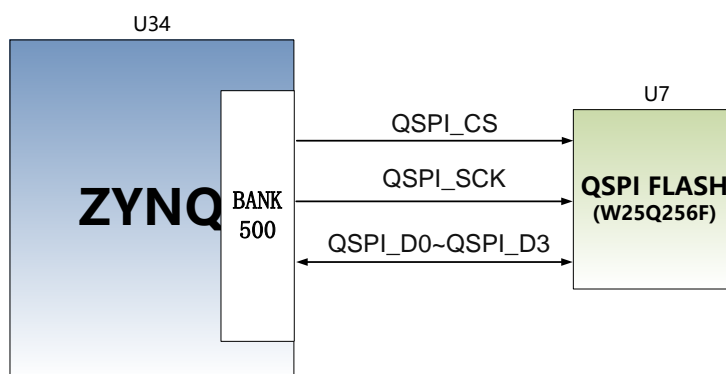 U34
U7
QSPI_CS
QSPI_SCK
ZYNQ
BANK
500
QSPI FLASH
(W25Q256F)
QSPI_D0~QSPI_D3